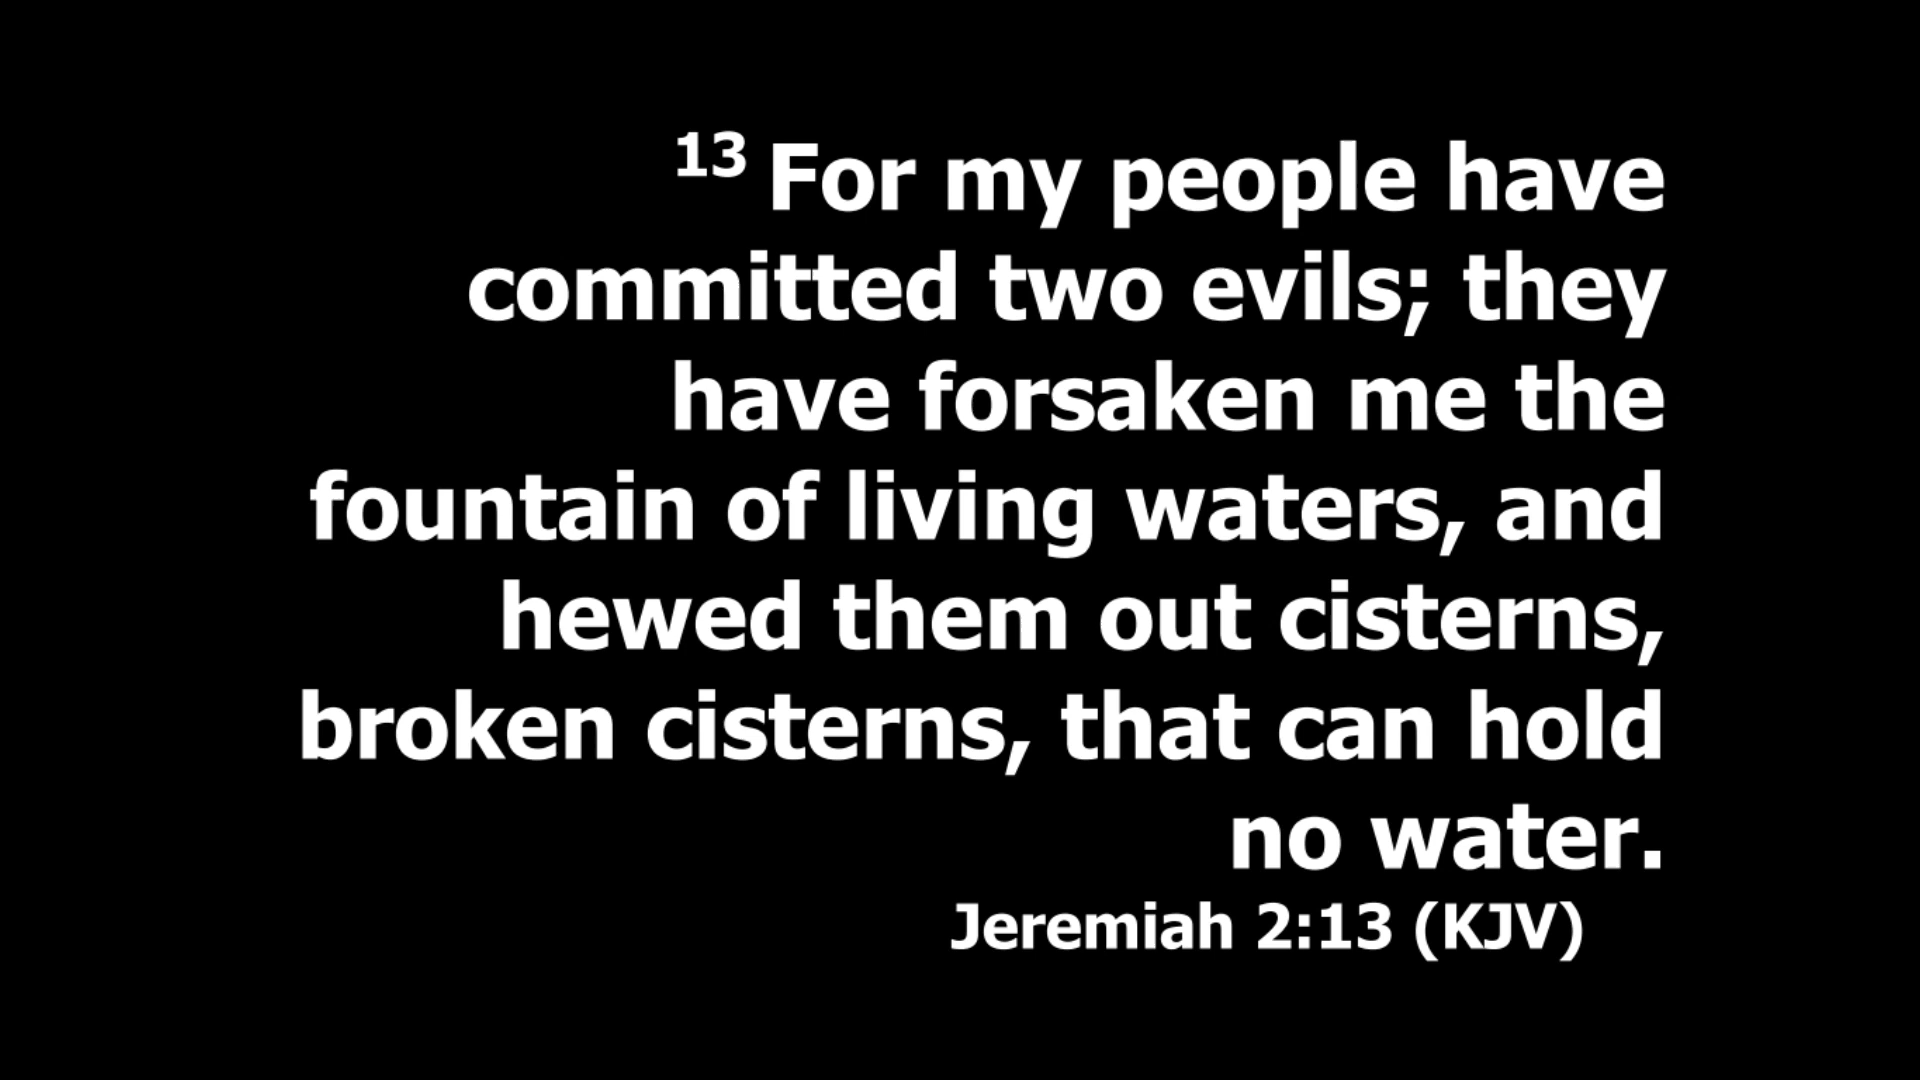 13 For my people have
committed two evils; they
have forsaken me the
fountain of living waters, and
hewed them out cisterns,
broken cisterns, that can hold
no water.
Jeremiah 2:13 (KJV)